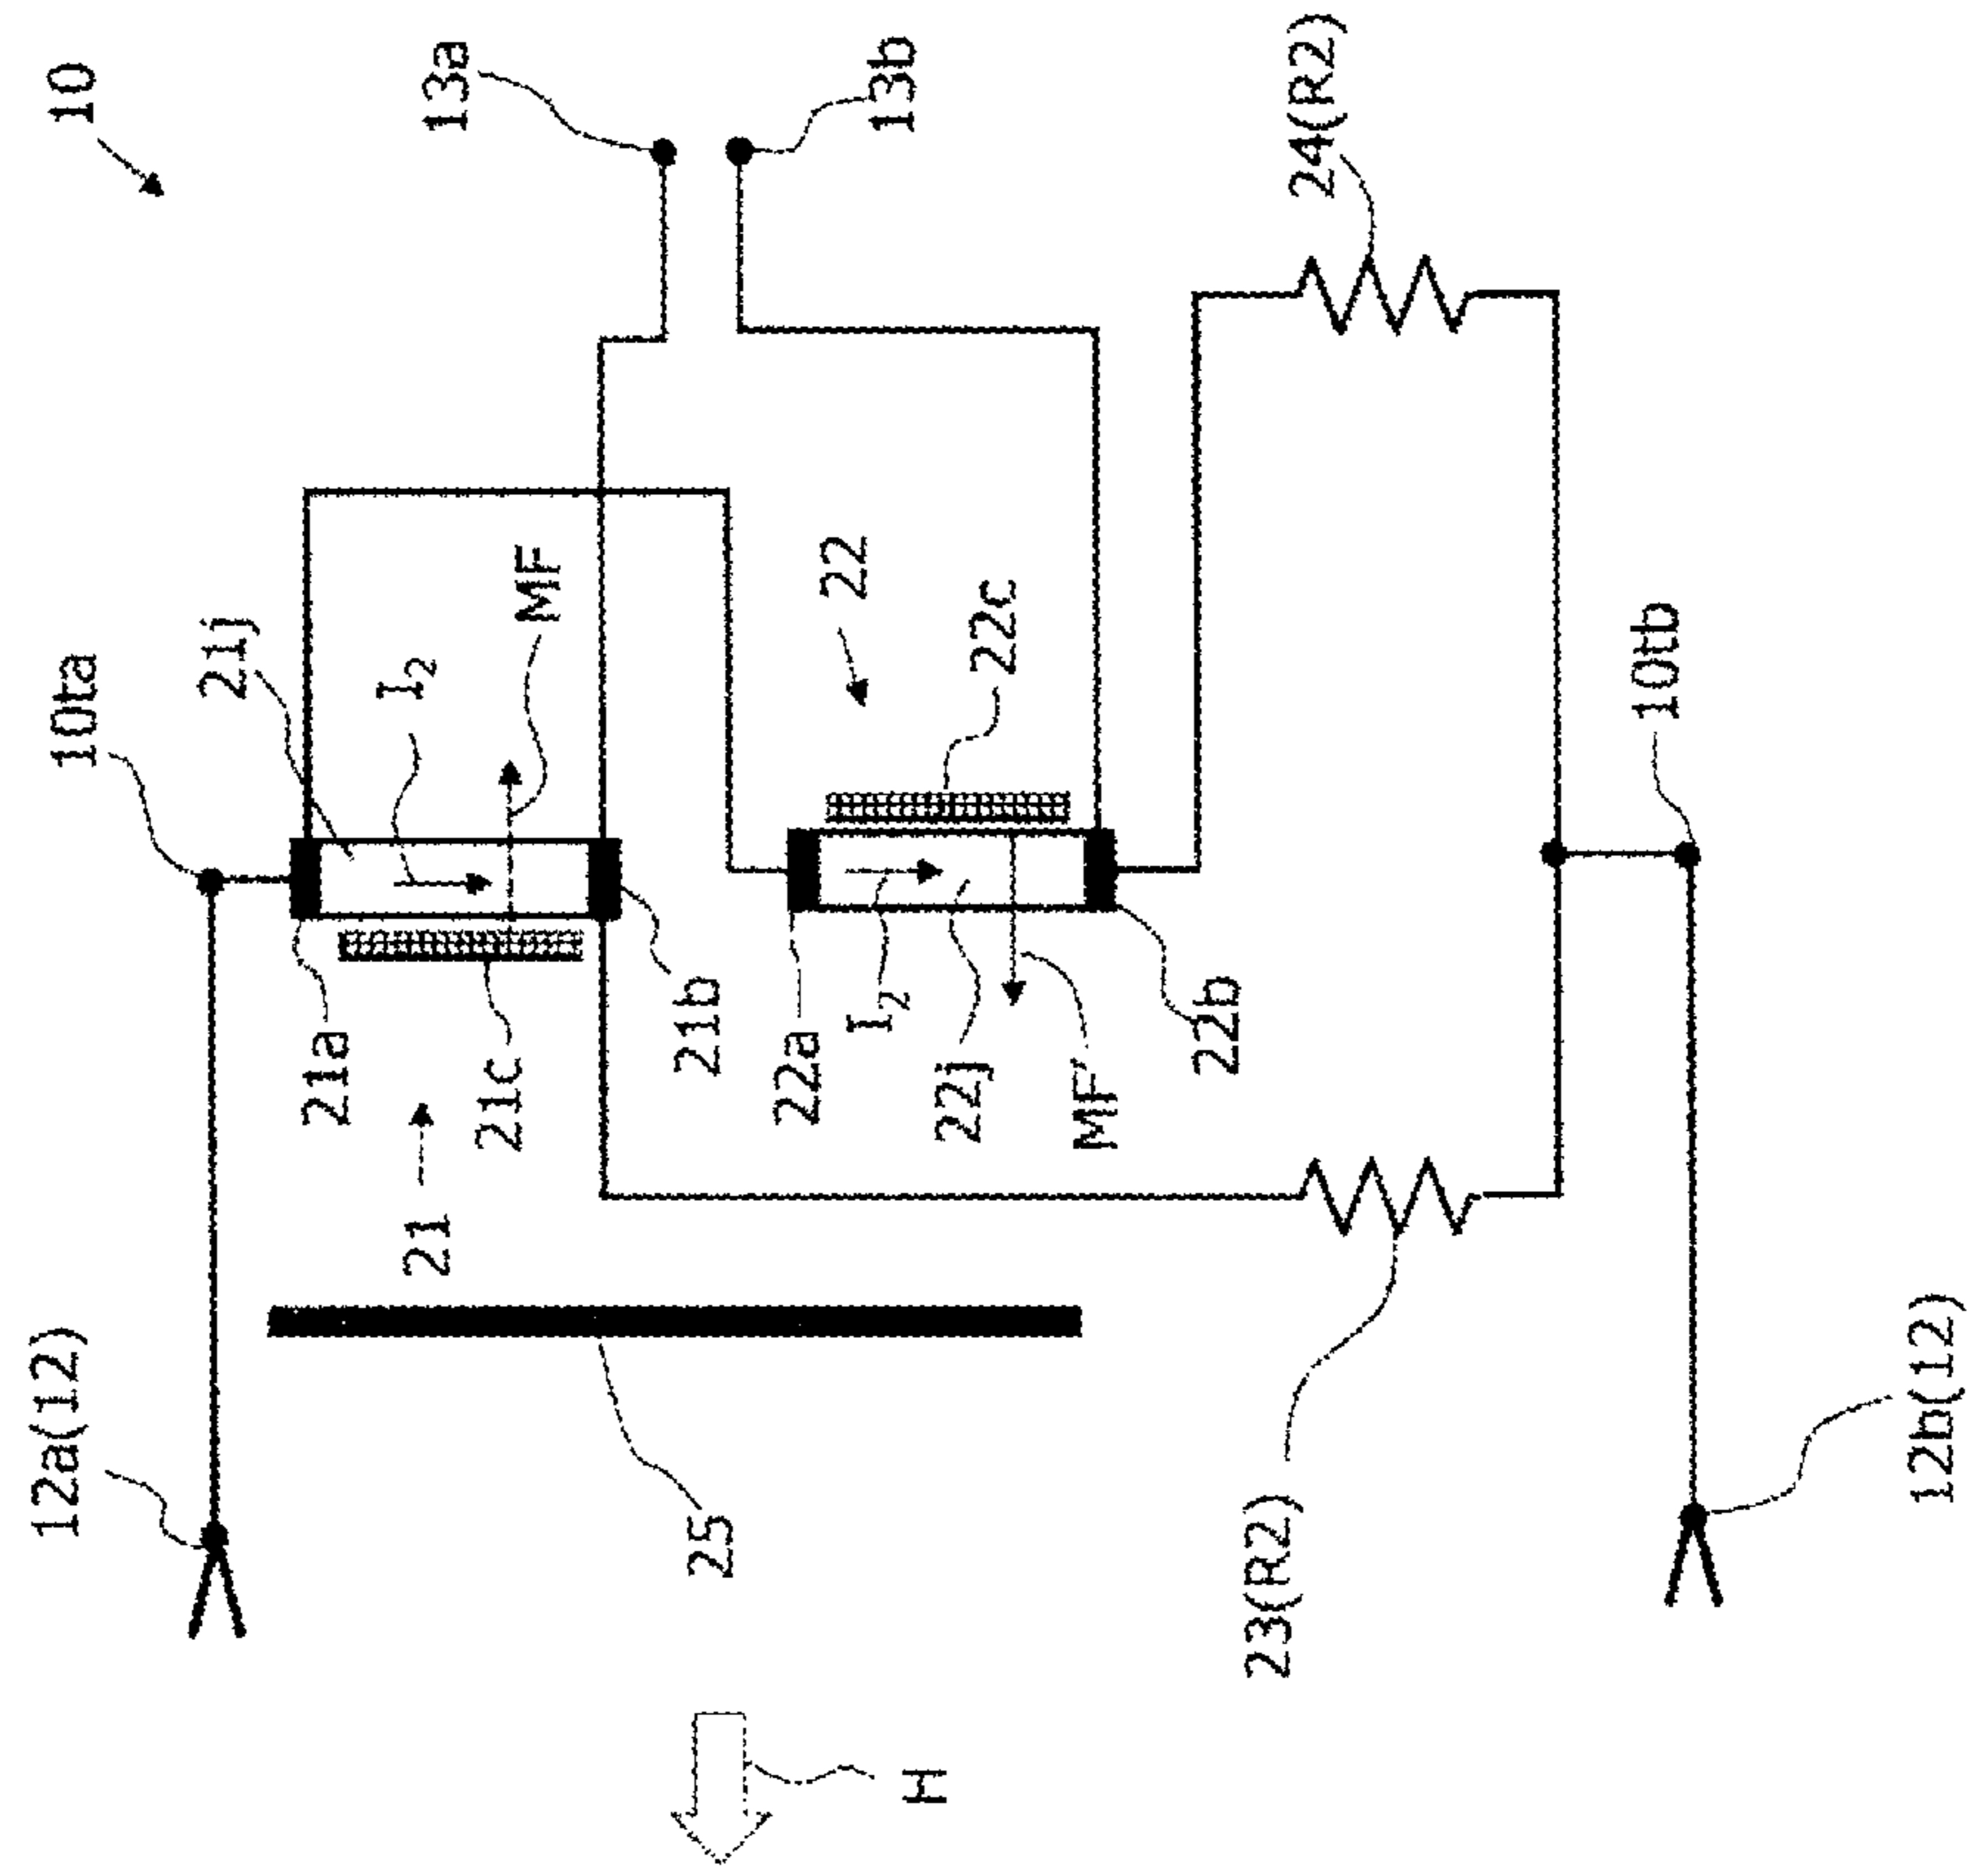 12a(12)
10ta
10
21j
21a
I₂
21
13a
21c
MF
21b
25
22a
22
I₂
13b
H
22j
22c
MF
22b
23(R2)
24(R2)
10tb
12b(12)